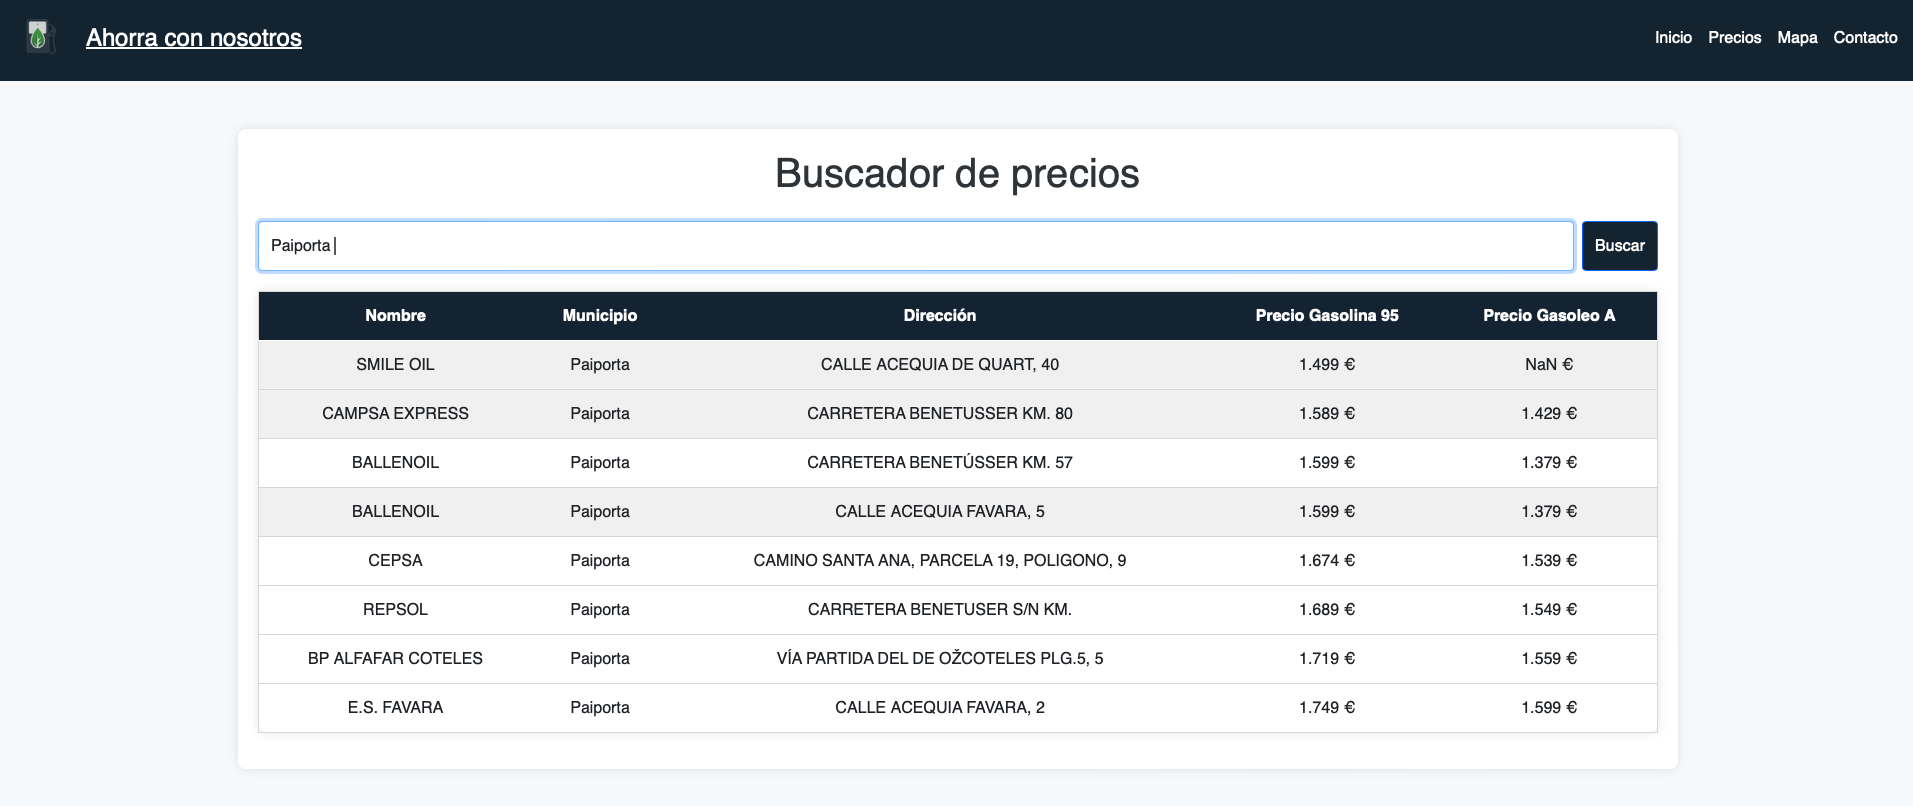 Ahorra con nosotros
Inicio Precios Mapa Contacto
Buscador de precios
Paiporta
Buscar
Nombre Municipio Dirección Precio Gasolina 95 Precio Gasoleo A
SMILE OIL Paiporta CALLE ACEQUIA DE QUART, 40 1.499 € NaN €
CAMPSA EXPRESS Paiporta CARRETERA BENETUSSER KM. 80 1.589 € 1.429 €
BALLENOIL Paiporta CARRETERA BENETÚSSER KM. 57 1.599 € 1.379 €
BALLENOIL Paiporta CALLE ACEQUIA FAVARA, 5 1.599 € 1.379 €
CEPSA Paiporta CAMINO SANTA ANA, PARCELA 19, POLIGONO, 9 1.674 € 1.539 €
REPSOL Paiporta CARRETERA BENETUSER S/N KM. 1.689 € 1.549 €
BP ALFAFAR COTELES Paiporta VÍA PARTIDA DEL DE OŽCOTELES PLG.5, 5 1.719 € 1.559 €
E.S. FAVARA Paiporta CALLE ACEQUIA FAVARA, 2 1.749 € 1.599 €